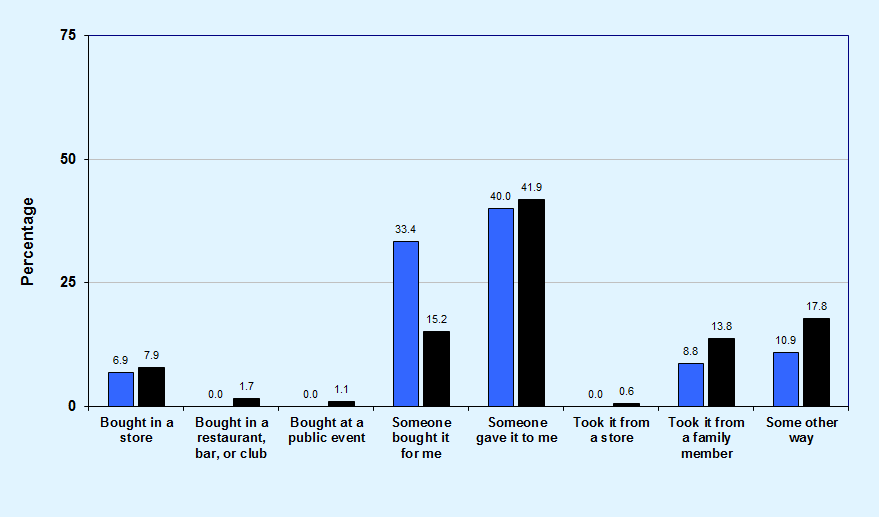 75
50
25
0
Percentage
6.9
7.9
0.0
1.7
0.0
1.1
33.4
15.2
40.0
41.9
0.0
0.6
8.8
13.8
10.9
17.8
Bought in a
store
Bought in a
restaurant,
bar, or club
Bought at a
public event
Someone
bought it
for me
Someone
gave it to me
Took it from
a store
Took it from
a family
member
Some other
way